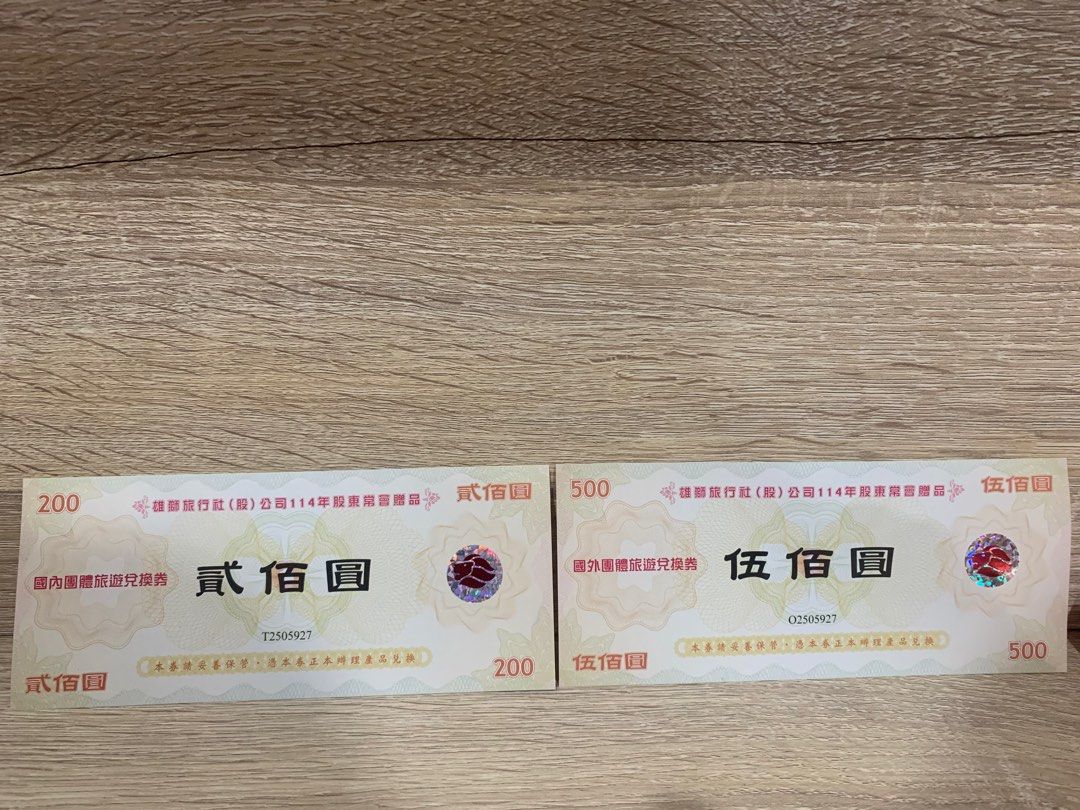 200
雄獅旅行社(股)公司114年股東常會贈品
貳佰圓
國內團體旅遊兌換券
貳佰圓
T2505927
本券請妥善保管,憑本券正本辦理產品兌換
貳佰圓
200
500
雄獅旅行社(股)公司114年股東常會贈品
伍佰圓
國外團體旅遊兌換券
伍佰圓
O2505927
本券請妥善保管,憑本券正本辦理產品兌換
伍佰圓
500